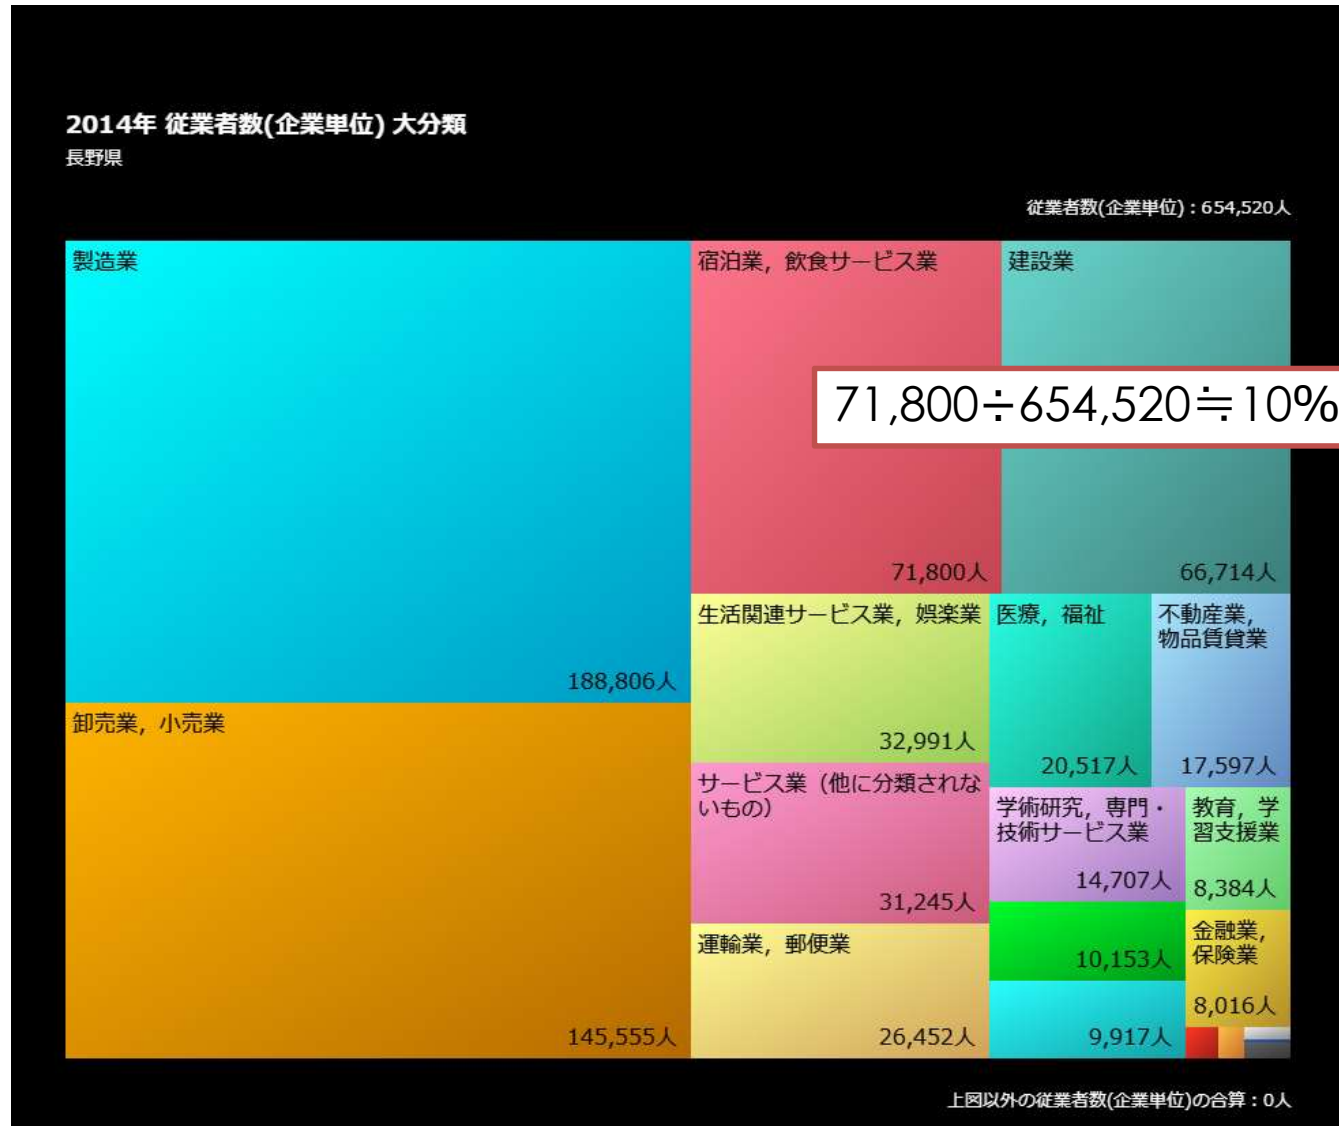 2014年 従業者数(企業単位) 大分類
長野県
従業者数(企業単位) : 654,520人
製造業
188,806人
卸売業，小売業
145,555人
宿泊業，飲食サービス業
71,800人
建設業
66,714人
71,800÷654,520≒10%
生活関連サービス業，娯楽業
32,991人
サービス業（他に分類されな
いもの）
31,245人
運輸業，郵便業
26,452人
医療，福祉
20,517人
不動産業，
物品賃貸業
17,597人
学術研究，専門・
技術サービス業
14,707人
教育，学
習支援業
8,384人
10,153人
金融業，
保険業
8,016人
9,917人
上図以外の従業者数(企業単位)の合算 : 0人